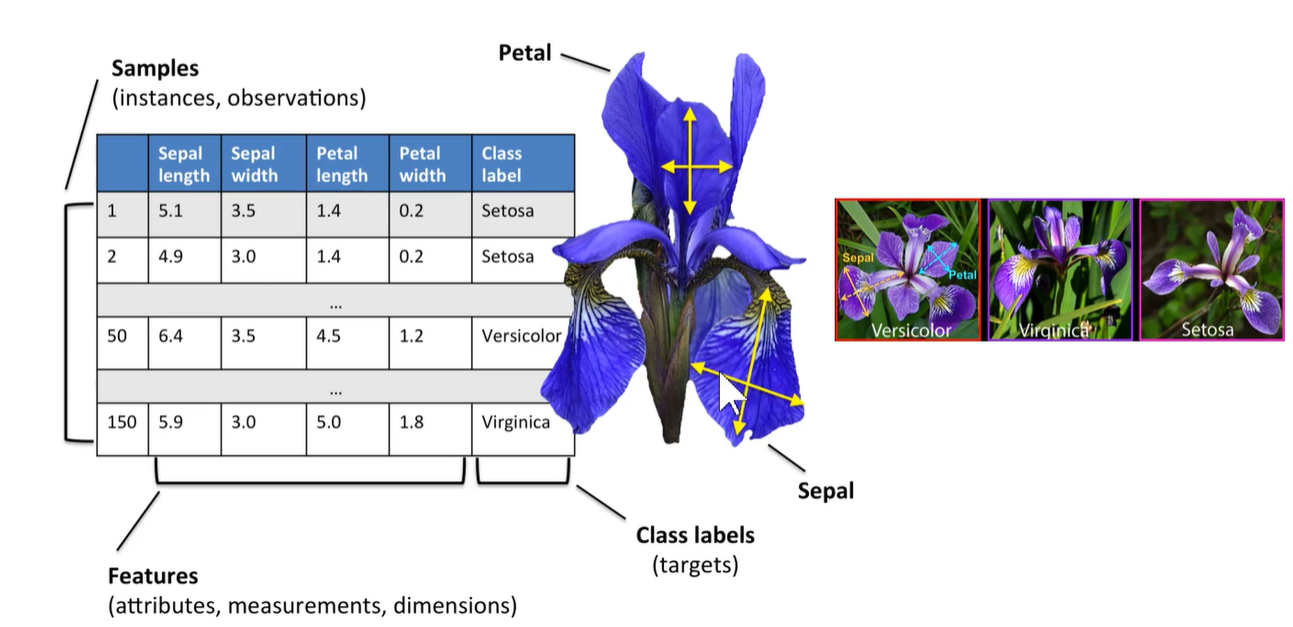 Petal
Samples
(instances, observations)
Sepal length Sepal width Petal length Petal width Class label
1 5.1 3.5 1.4 0.2 Setosa
2 4.9 3.0 1.4 0.2 Setosa
...
50 6.4 3.5 4.5 1.2 Versicolor
...
150 5.9 3.0 5.0 1.8 Virginica
Sepal
Class labels
(targets)
Features
(attributes, measurements, dimensions)
Sepal
Petal
Versicolor
Virginica
Setosa